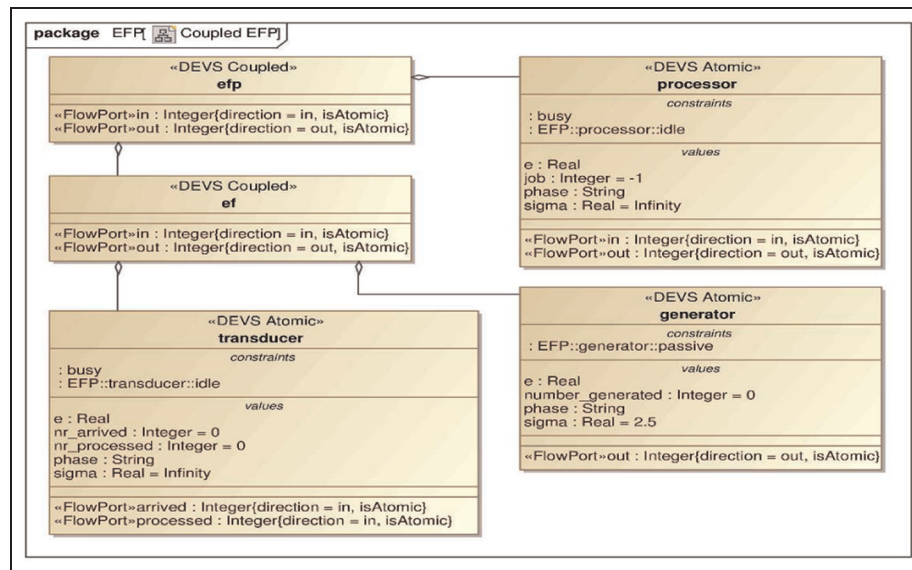 package EFP[ Coupled EFP]
«DEVS Coupled»
efp
«FlowPort»in : Integer{direction = in, isAtomic}
«FlowPort»out : Integer{direction = out, isAtomic}
«DEVS Atomic»
processor
constraints
: busy
: EFP::processor::idle
values
e : Real
job : Integer = -1
phase : String
sigma : Real = Infinity
«FlowPort»in : Integer{direction = in, isAtomic}
«FlowPort»out : Integer{direction = out, isAtomic}
«DEVS Coupled»
ef
«FlowPort»in : Integer{direction = in, isAtomic}
«FlowPort»out : Integer{direction = out, isAtomic}
«DEVS Atomic»
transducer
constraints
: busy
: EFP::transducer::idle
values
e : Real
nr_arrived : Integer = 0
nr_processed : Integer = 0
phase : String
sigma : Real = Infinity
«FlowPort»arrived : Integer{direction = in, isAtomic}
«FlowPort»processed : Integer{direction = in, isAtomic}
«DEVS Atomic»
generator
constraints
: EFP::generator::passive
values
e : Real
number_generated : Integer = 0
phase : String
sigma : Real = 2.5
«FlowPort»out : Integer{direction = out, isAtomic}